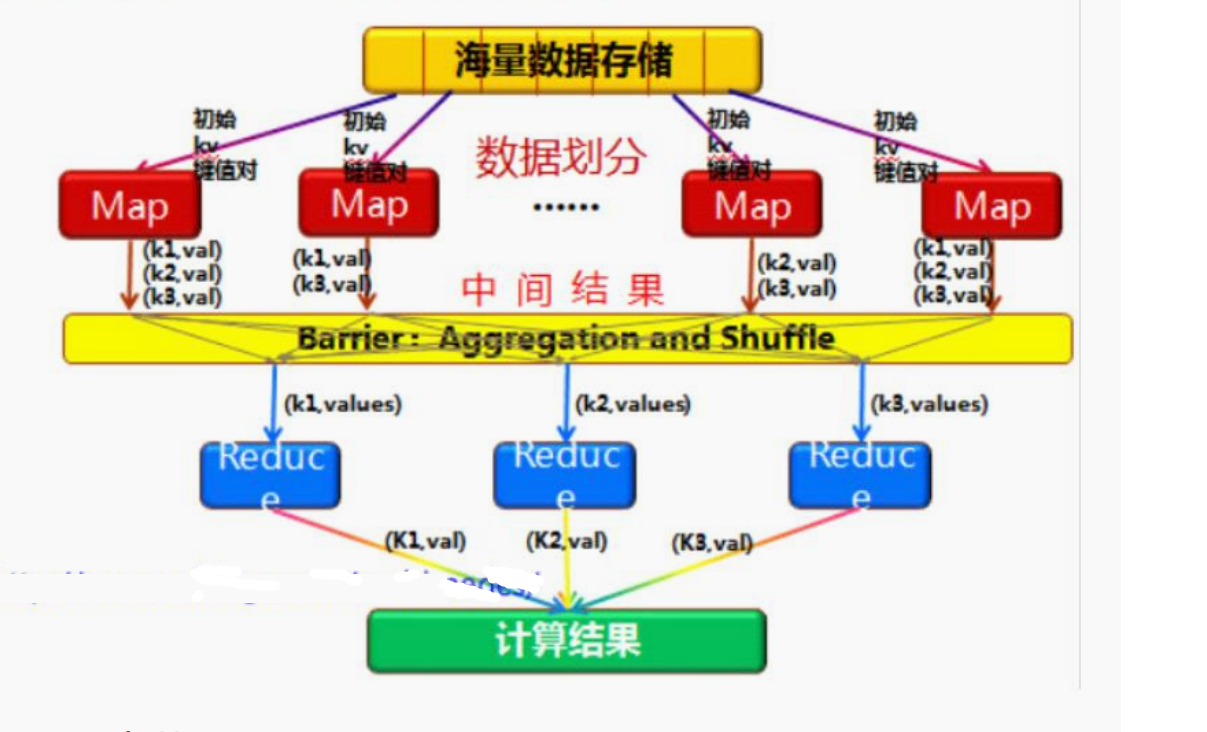 海量数据存储
初始
kv
键值对
初始
kv
键值对
初始
kv
键值对
初始
kv
键值对
数据划分
Map
Map
......
Map
Map
(k1,val)
(k2,val)
(k3,val)
(k1,val)
(k3,val)
中间结果
(k2,val)
(k3,val)
(k1,val)
(k2,val)
(k3,val)
Barrier： Aggregation and Shuffle
(k1,values)
(k2,values)
(k3,values)
Reduc
e
Reduc
e
Reduc
e
(K1,val)
(K2,val)
(K3,val)
计算结果